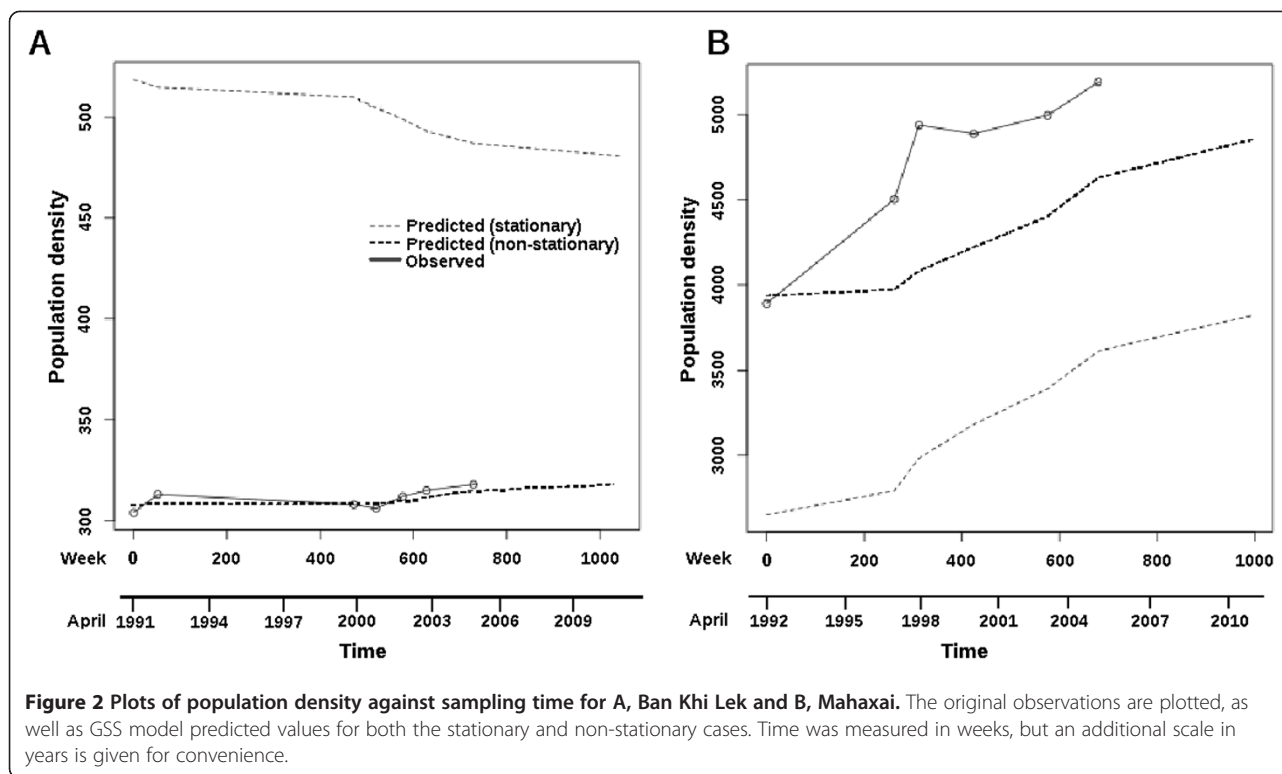 A
B
Population density
500
450
400
350
300
Predicted (stationary)
Predicted (non-stationary)
Observed
Week 0 200 400 600 800 1000
April 1991 1994 1997 2000 2003 2006 2009
Time
Population density
5000
4500
4000
3500
3000
Week 0 200 400 600 800 1000
April 1992 1995 1998 2001 2004 2007 2010
Time
Figure 2 Plots of population density against sampling time for A, Ban Khi Lek and B, Mahaxai. The original observations are plotted, as
well as GSS model predicted values for both the stationary and non-stationary cases. Time was measured in weeks, but an additional scale in
years is given for convenience.